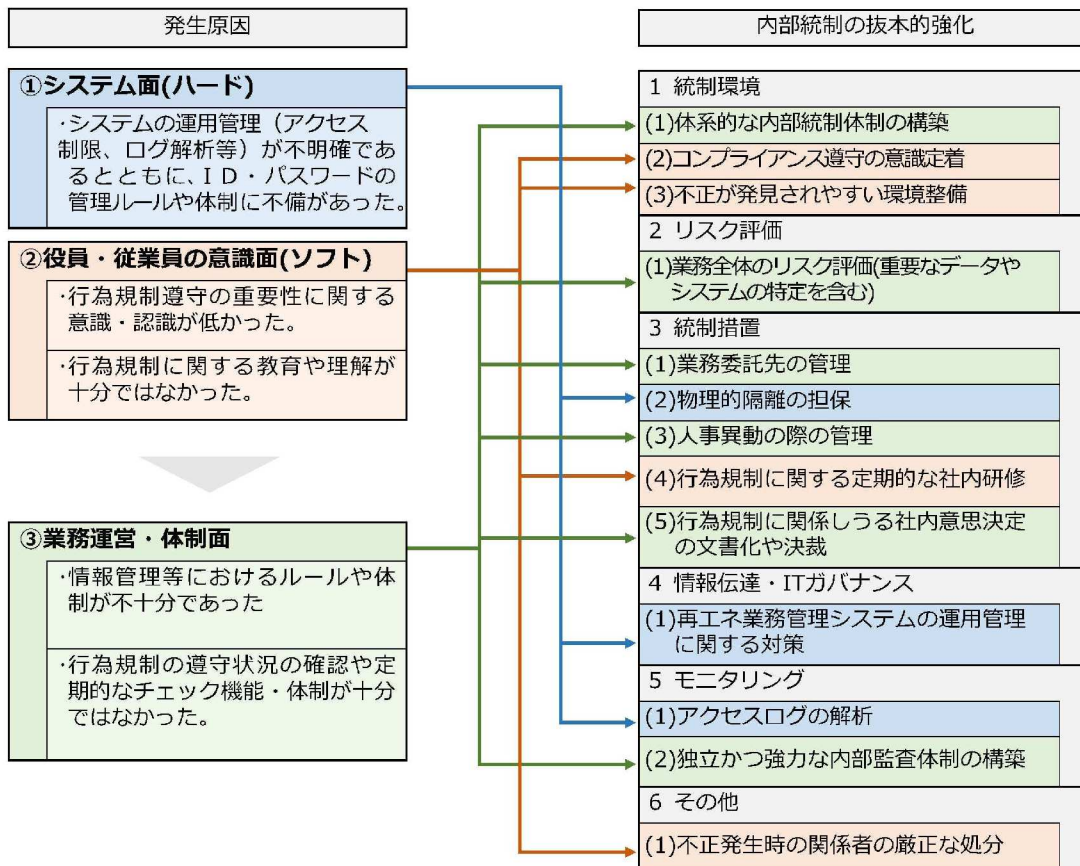 発生原因
①システム面(ハード)
・システムの運用管理（アクセス
制限、ログ解析等）が不明確であ
るとともに、ＩＤ・パスワードの
管理ルールや体制に不備があった。
②役員・従業員の意識面(ソフト)
・行為規制遵守の重要性に関する
意識・認識が低かった。
・行為規制に関する教育や理解が
十分ではなかった。
③業務運営・体制面
・情報管理等におけるルールや体
制が不十分であった
・行為規制の遵守状況の確認や定
期的なチェック機能・体制が十分
ではなかった。
内部統制の抜本的強化
1 統制環境
(1)体系的な内部統制体制の構築
(2)コンプライアンス遵守の意識定着
(3)不正が発見されやすい環境整備
2 リスク評価
(1)業務全体のリスク評価(重要なデータや
システムの特定を含む)
3 統制措置
(1)業務委託先の管理
(2)物理的隔離の担保
(3)人事異動の際の管理
(4)行為規制に関する定期的な社内研修
(5)行為規制に関係しうる社内意思決定
の文書化や決裁
4 情報伝達・ITガバナンス
(1)再エネ業務管理システムの運用管理
に関する対策
5 モニタリング
(1)アクセスログの解析
(2)独立かつ強力な内部監査体制の構築
6 その他
(1)不正発生時の関係者の厳正な処分